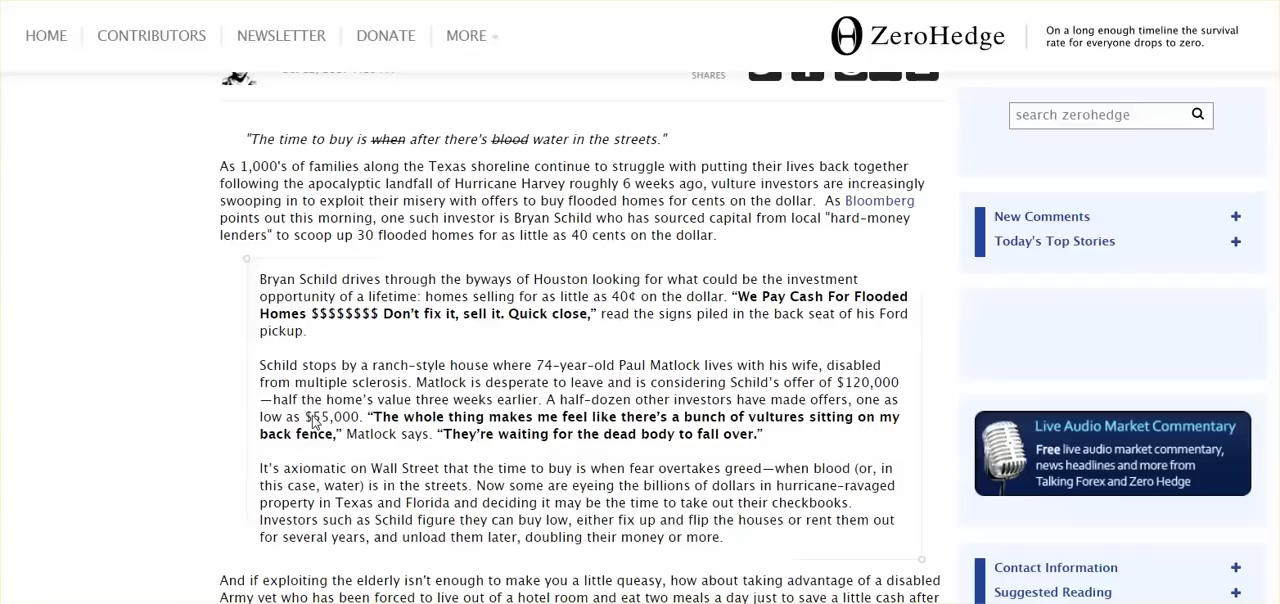 HOME
CONTRIBUTORS
NEWSLETTER
DONATE
MORE
ZeroHedge
On a long enough timeline the survival
rate for everyone drops to zero.
SHARES
search zerohedge
"The time to buy is when after there's blood water in the streets."
As 1,000's of families along the Texas shoreline continue to struggle with putting their lives back together
following the apocalyptic landfall of Hurricane Harvey roughly 6 weeks ago, vulture investors are increasingly
swooping in to exploit their misery with offers to buy flooded homes for cents on the dollar. As Bloomberg
points out this morning, one such investor is Bryan Schild who has sourced capital from local "hard-money
lenders" to scoop up 30 flooded homes for as little as 40 cents on the dollar.
Bryan Schild drives through the byways of Houston looking for what could be the investment
opportunity of a lifetime: homes selling for as little as 40¢ on the dollar. “We Pay Cash For Flooded
Homes $$$$$$$$ Don’t fix it, sell it. Quick close,” read the signs piled in the back seat of his Ford
pickup.
Schild stops by a ranch-style house where 74-year-old Paul Matlock lives with his wife, disabled
from multiple sclerosis. Matlock is desperate to leave and is considering Schild’s offer of $120,000
—half the home’s value three weeks earlier. A half-dozen other investors have made offers, one as
low as $55,000. “The whole thing makes me feel like there’s a bunch of vultures sitting on my
back fence,” Matlock says. “They’re waiting for the dead body to fall over.”
It’s axiomatic on Wall Street that the time to buy is when fear overtakes greed—when blood (or, in
this case, water) is in the streets. Now some are eyeing the billions of dollars in hurricane-ravaged
property in Texas and Florida and deciding it may be the time to take out their checkbooks.
Investors such as Schild figure they can buy low, either fix up and flip the houses or rent them out
for several years, and unload them later, doubling their money or more.
And if exploiting the elderly isn't enough to make you a little queasy, how about taking advantage of a disabled
Army vet who has been forced to live out of a hotel room and eat two meals a day just to save a little cash after
New Comments
Today's Top Stories
Live Audio Market Commentary
Free live audio market commentary,
news headlines and more from
Talking Forex and Zero Hedge
Contact Information
Suggested Reading